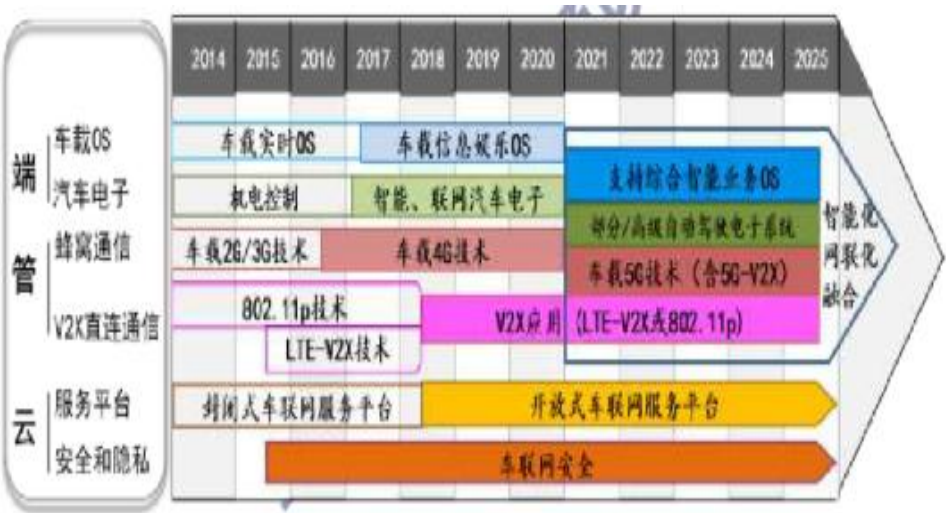 2014 2015 2016 2017 2018 2019 2020 2021 2022 2023 2024 2025
端
车载OS
汽车电子
管
蜂窝通信
V2X直连通信
云
服务平台
安全和隐私
车载实时OS 车载信息娱乐OS
支持综合智能业务OS
机电控制 智能、联网汽车电子
部分/高级自动驾驶电子系统
车载2G/3G技术 车载4G技术
车载5G技术（含5G-V2X）
802.11p技术
V2X应用（LTE-V2X或802.11p）
LTE-V2X技术
封闭式车联网服务平台 开放式车联网服务平台
车联网安全
智能化
网联化
融合